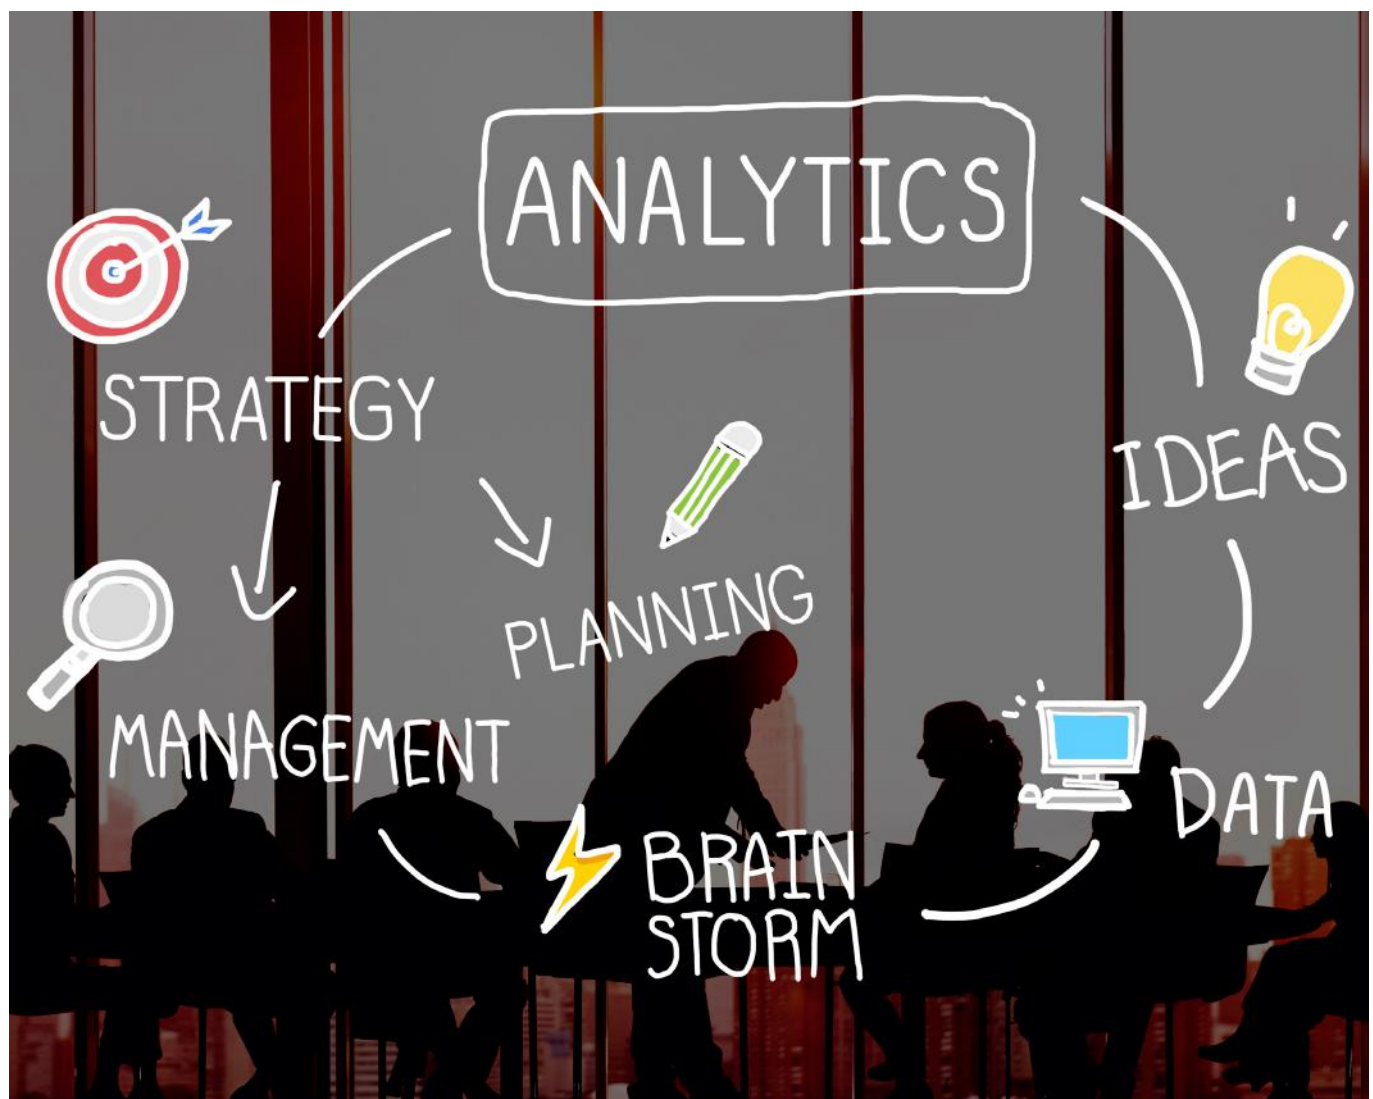 ANALYTICS
STRATEGY
IDEAS
PLANNING
MANAGEMENT
DATA
BRAIN
STORM